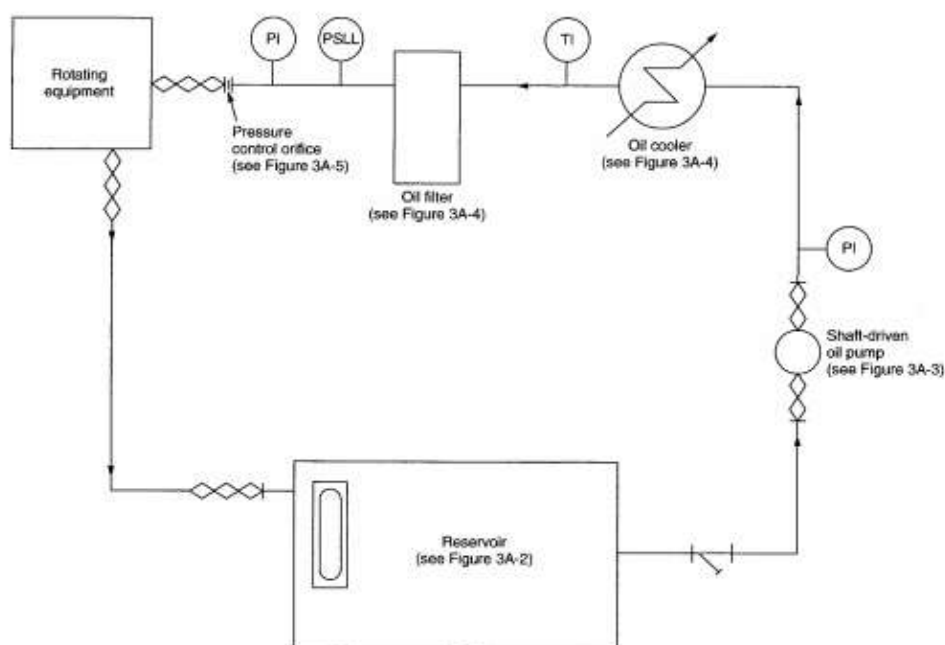 Rotating
equipment
PI
PSLL
TI
Pressure
control orifice
(see Figure 3A-5)
Oil filter
(see Figure 3A-4)
Oil cooler
(see Figure 3A-4)
PI
Shaft-driven
oil pump
(see Figure 3A-3)
Reservoir
(see Figure 3A-2)